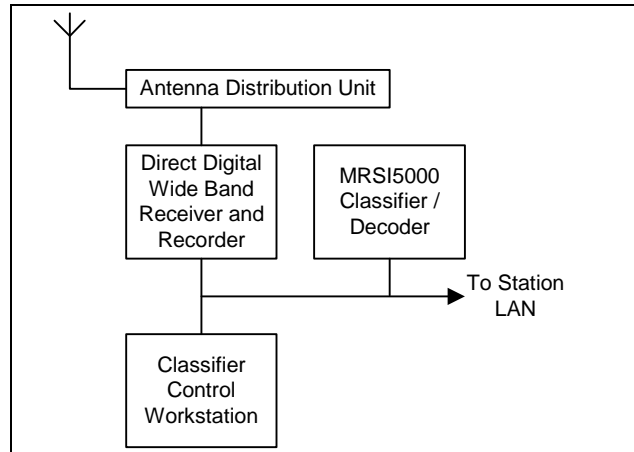 Antenna Distribution Unit
Direct Digital
Wide Band
Receiver and
Recorder
MRSI5000
Classifier /
Decoder
To Station
LAN
Classifier
Control
Workstation